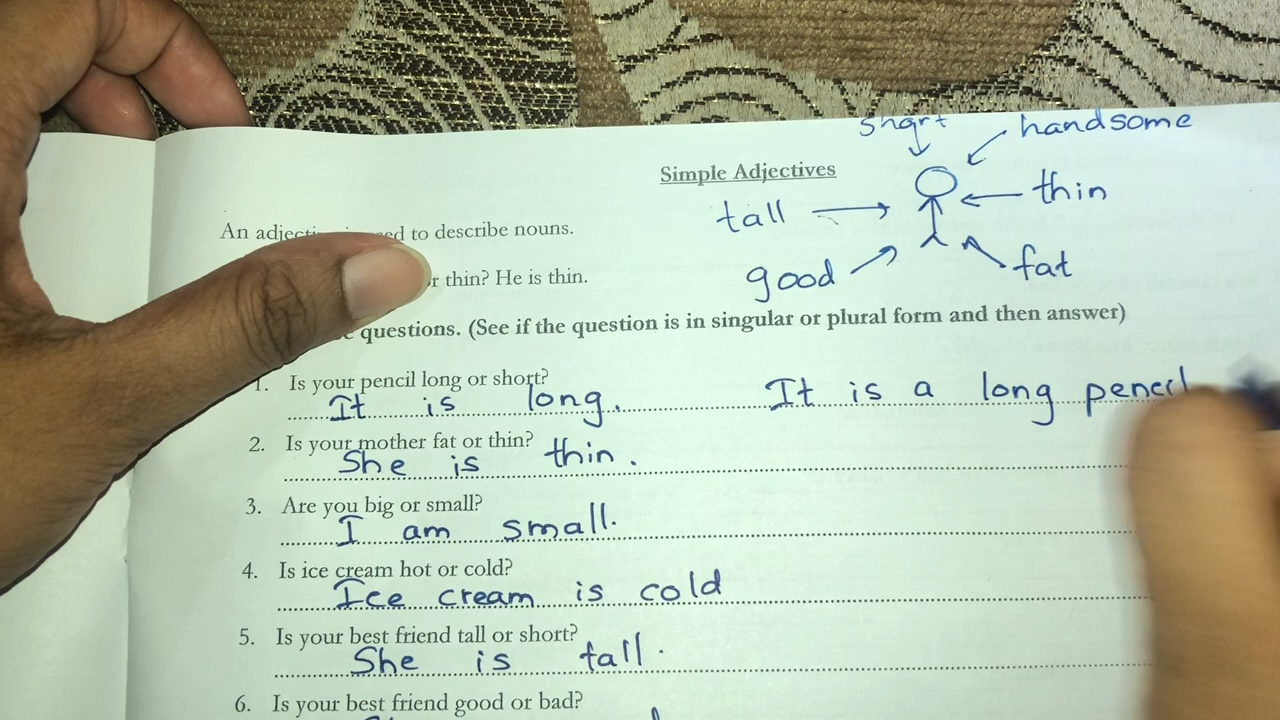 short handsome
Simple Adjectives
tall thin
An adjective used to describe nouns.
good fat
r thin? He is thin.
questions. (See if the question is in singular or plural form and then answer)
1. Is your pencil long or short?
It is long. It is a long pencil
2. Is your mother fat or thin?
She is thin.
3. Are you big or small?
I am small.
4. Is ice cream hot or cold?
Ice cream is cold
5. Is your best friend tall or short?
She is tall.
6. Is your best friend good or bad?